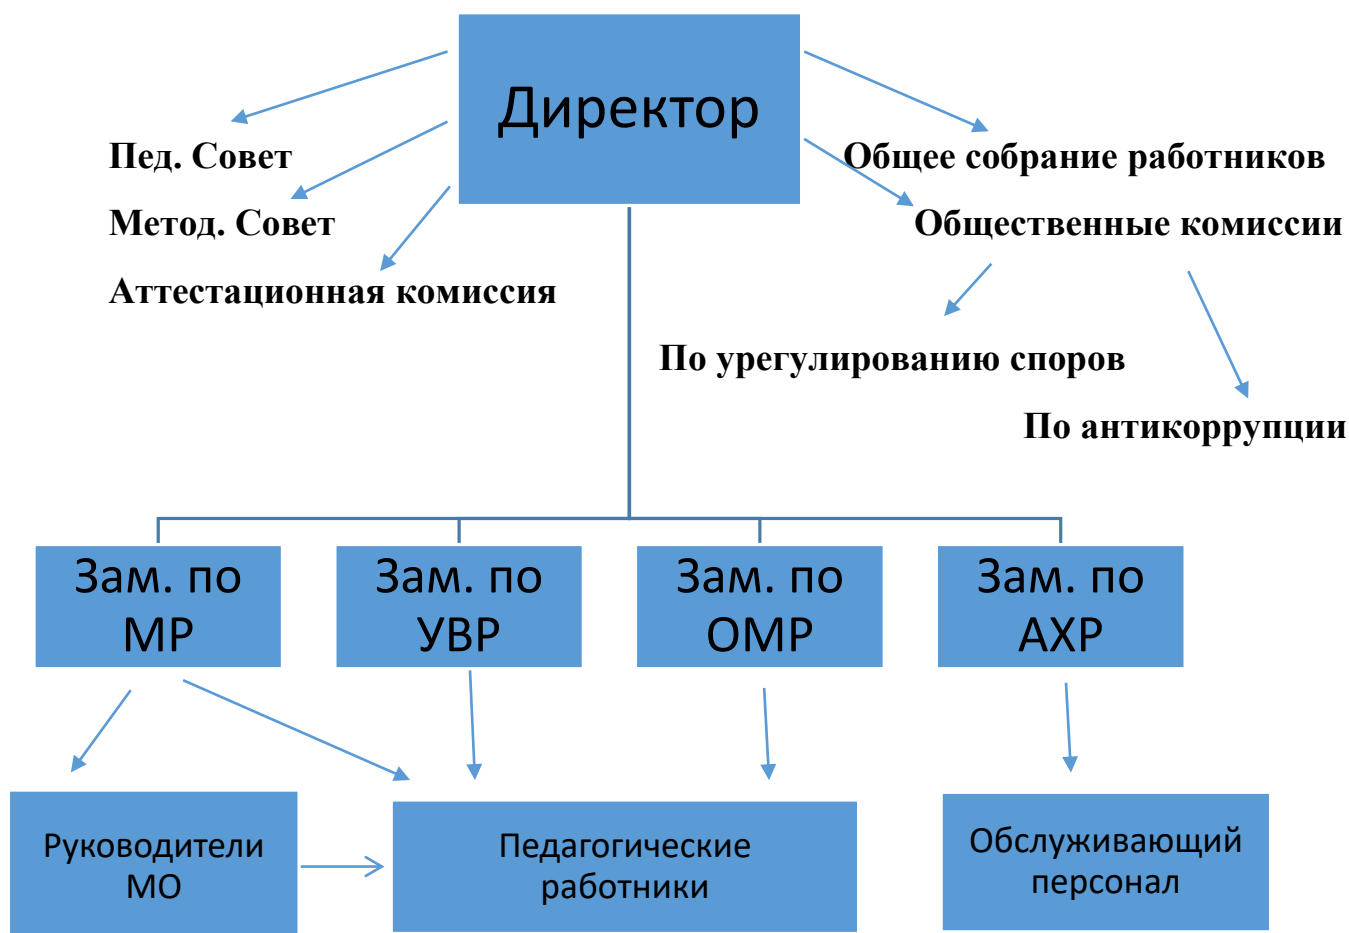 Директор
Пед. Совет
Метод. Совет
Аттестационная комиссия
Общее собрание работников
Общественные комиссии
По урегулированию споров
По антикоррупции
Зам. по
МР
Зам. по
УВР
Зам. по
ОМР
Зам. по
АХР
Руководители
МО
Педагогические
работники
Обслуживающий
персонал